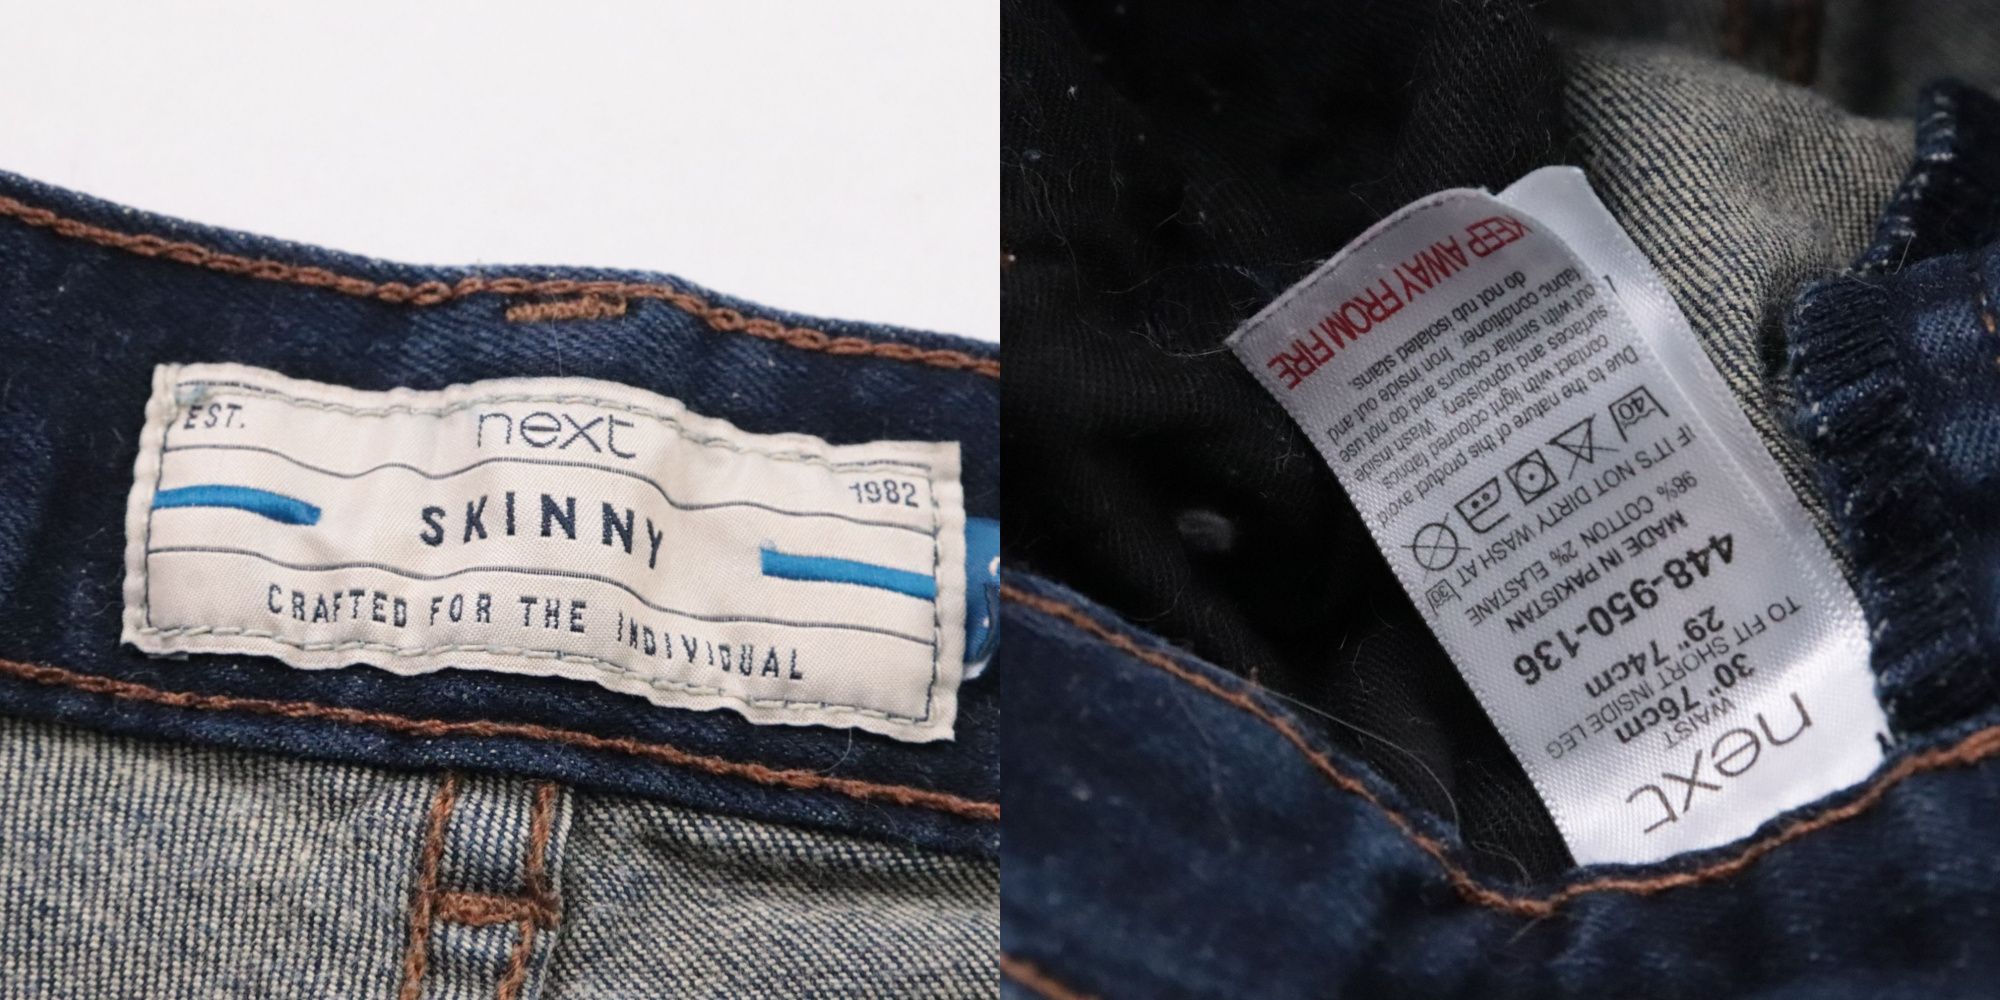 EST.
next
1982
SKINNY
CRAFTED FOR THE INDIVIDUAL
next
WAIST
30" 76cm
TO FIT SHORT INSIDE LEG
29" 74cm
448-950-136
MADE IN PAKISTAN
98% COTTON 2% ELASTANE
IF IT'S NOT DIRTY WASH AT 30
40
Due to the nature of this product avoid
contact with light coloured fabrics,
surfaces and upholstery. Wash inside
out with similar colours and do not use
fabric conditioner. Iron inside out and
do not rub isolated stains.
KEEP AWAY FROM FIRE